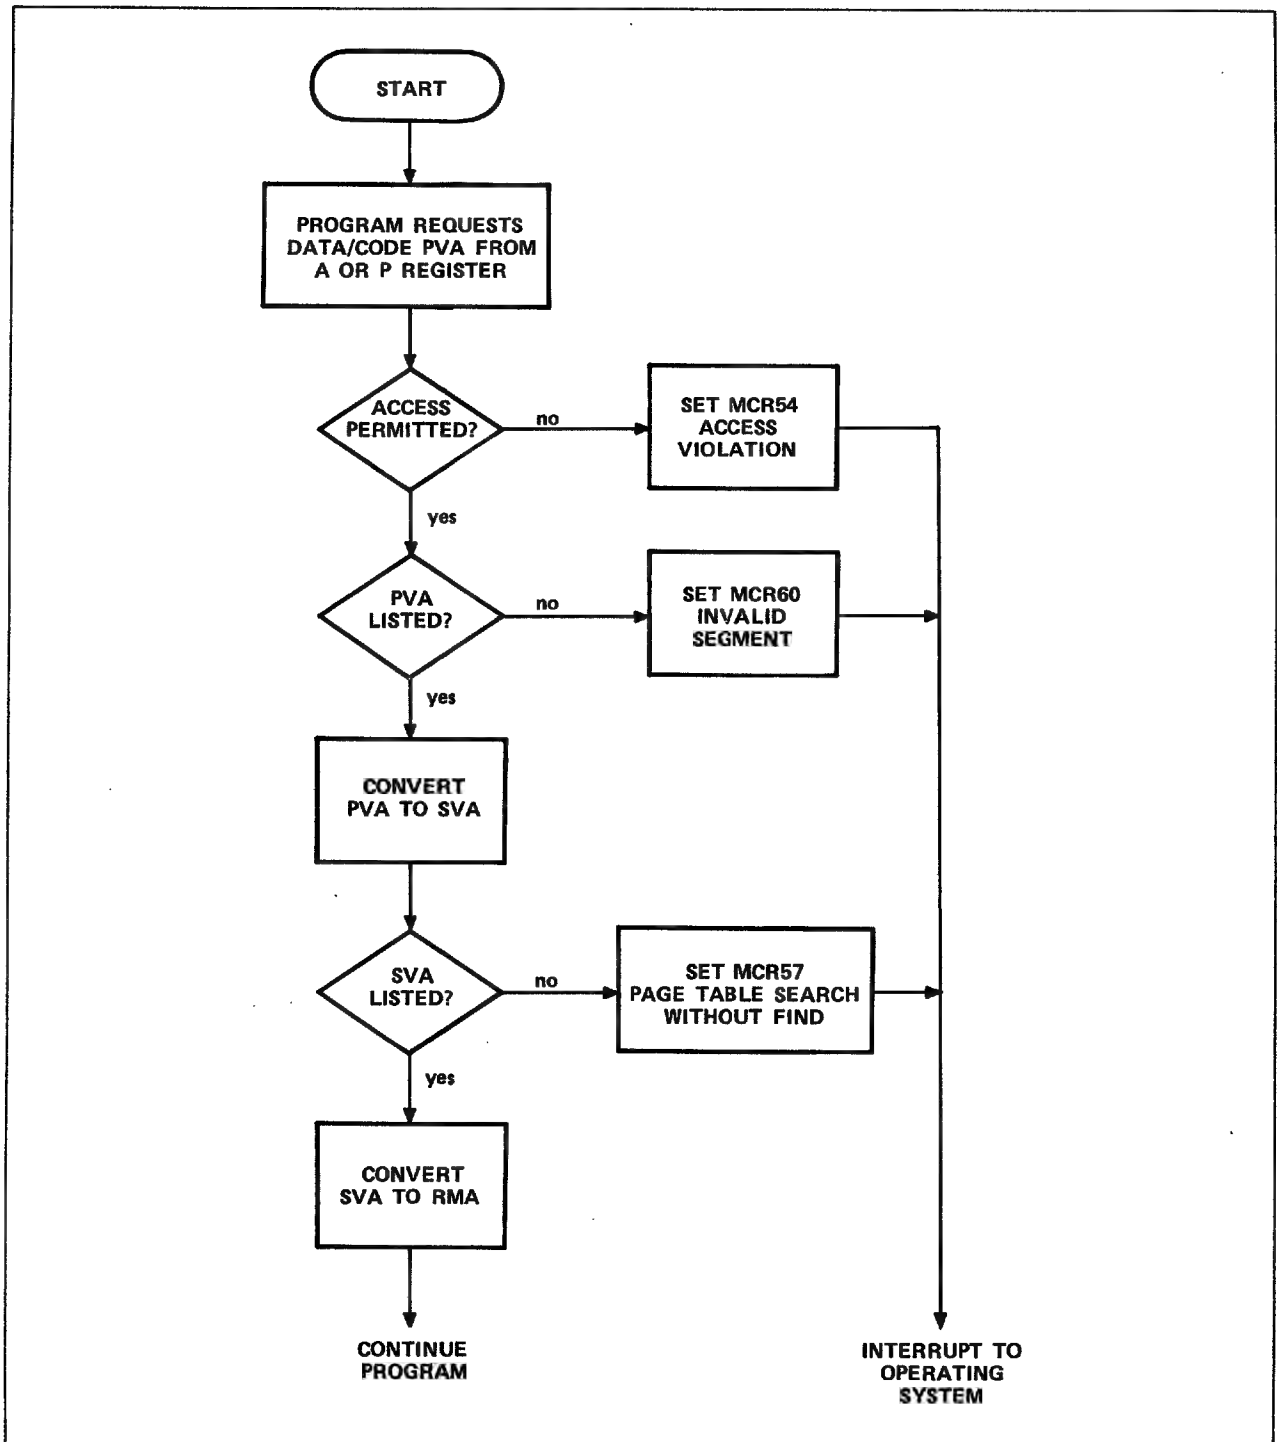 START
PROGRAM REQUESTS
DATA/CODE PVA FROM
A OR P REGISTER
ACCESS
PERMITTED?
no
SET MCR54
ACCESS
VIOLATION
yes
PVA
LISTED?
no
SET MCR60
INVALID
SEGMENT
yes
CONVERT
PVA TO SVA
SVA
LISTED?
no
SET MCR57
PAGE TABLE SEARCH
WITHOUT FIND
yes
CONVERT
SVA TO RMA
CONTINUE
PROGRAM
INTERRUPT TO
OPERATING
SYSTEM